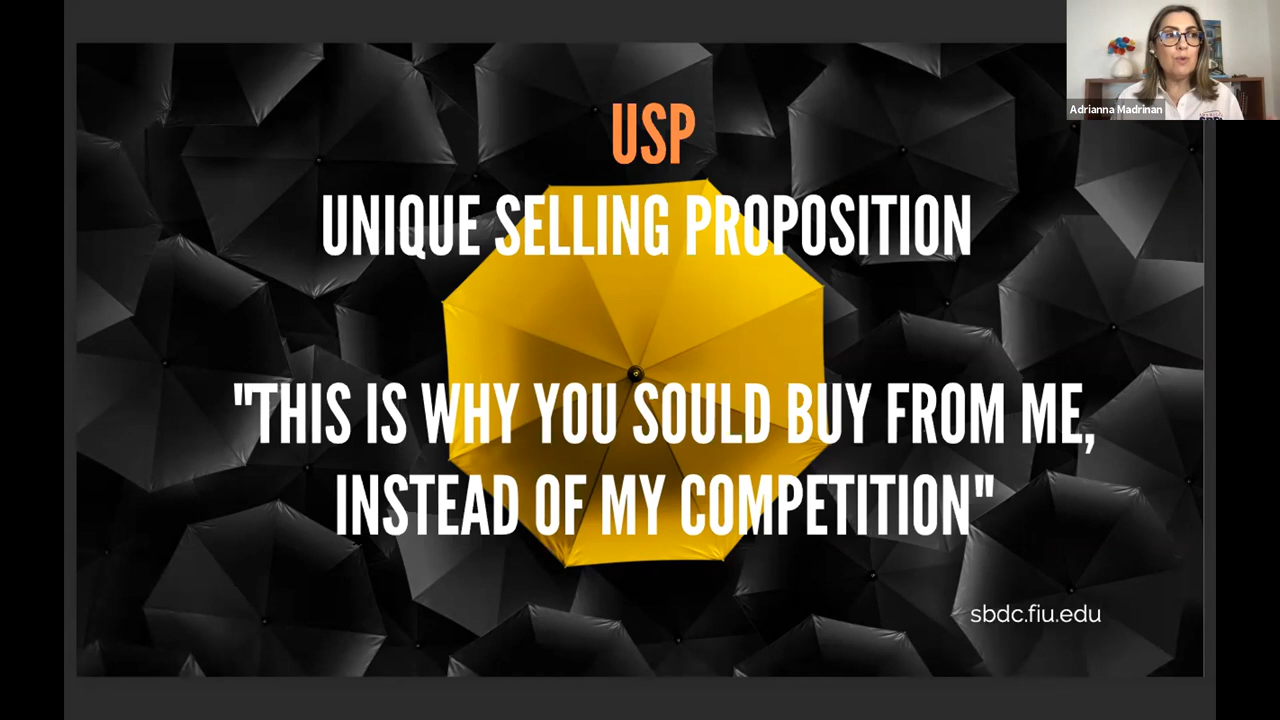 USP
UNIQUE SELLING PROPOSITION
"THIS IS WHY YOU SOULD BUY FROM ME,
INSTEAD OF MY COMPETITION"
sbdc.fiu.edu
Adrianna Madrinan